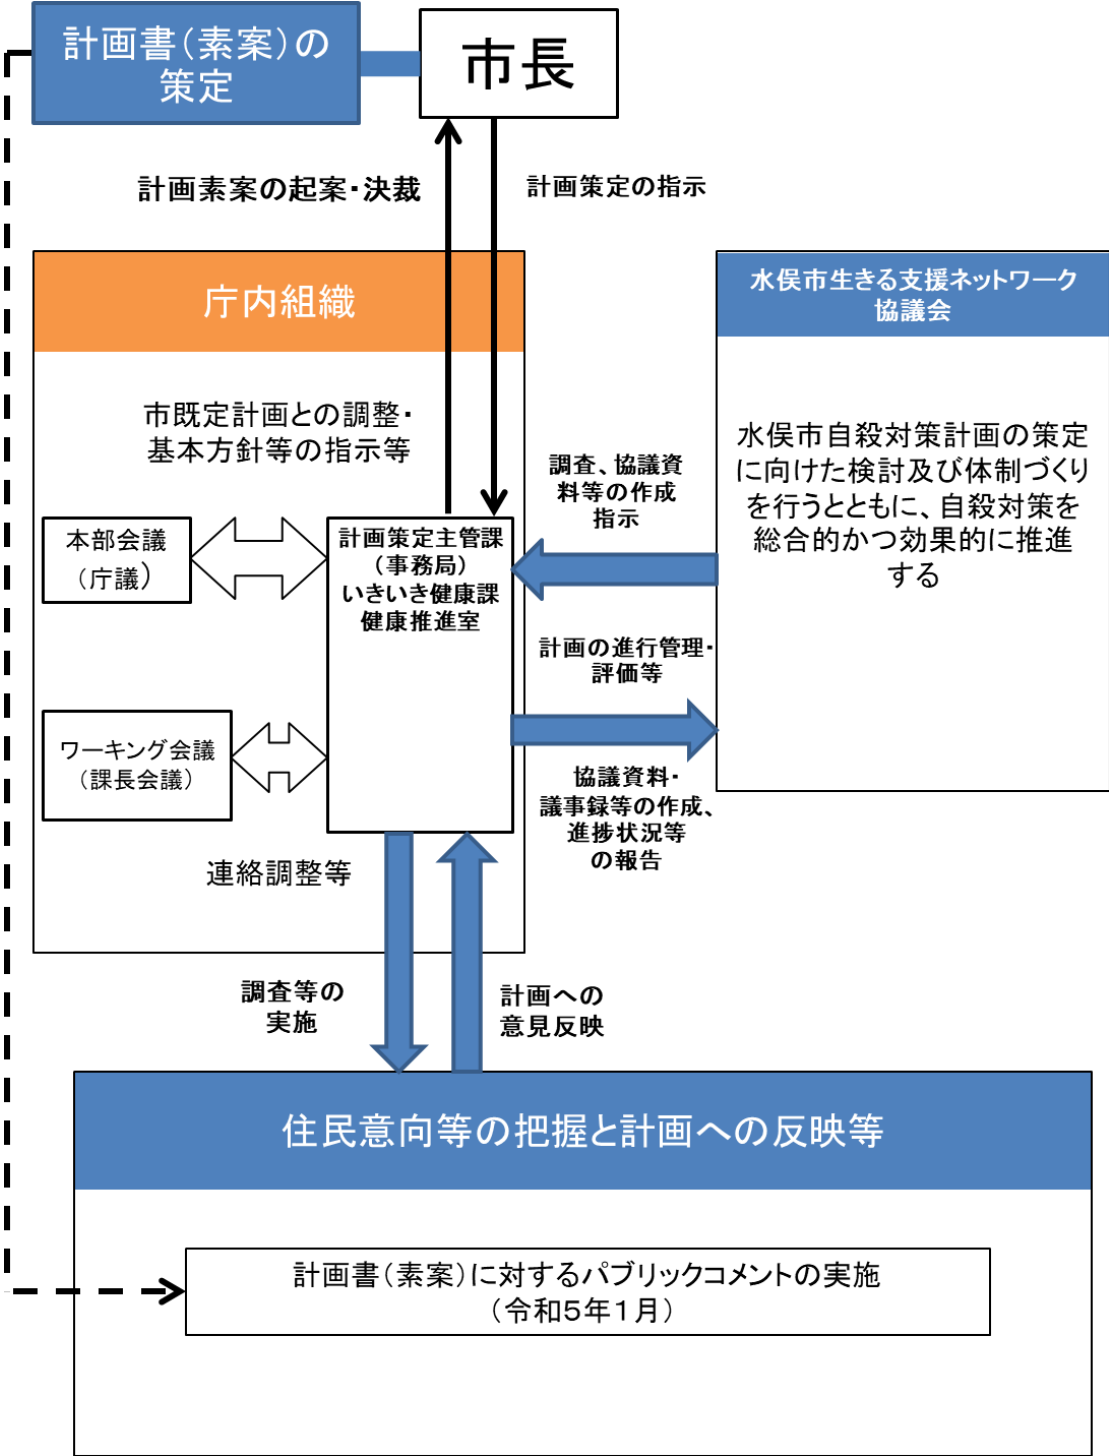 計画書（素案）の
策定
市長
計画素案の起案・決裁
計画策定の指示
庁内組織
市既定計画との調整・
基本方針等の指示等
本部会議
（庁議）
計画策定主管課
（事務局）
いきいき健康課
健康推進室
ワーキング会議
（課長会議）
連絡調整等
調査、協議資
料等の作成
指示
計画の進行管理・
評価等
協議資料・
議事録等の作成、
進捗状況等
の報告
水俣市生きる支援ネットワーク
協議会
水俣市自殺対策計画の策定
に向けた検討及び体制づくり
を行うとともに、自殺対策を
総合的かつ効果的に推進
する
調査等の
実施
計画への
意見反映
住民意向等の把握と計画への反映等
計画書（素案）に対するパブリックコメントの実施
（令和５年１月）